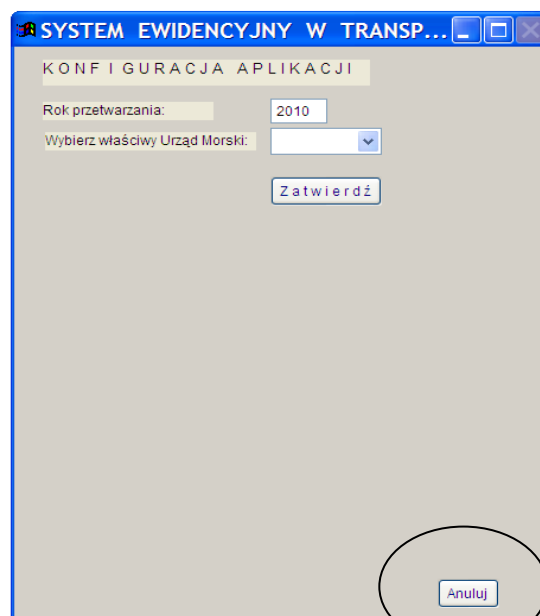 SYSTEM EWIDENCYJNY W TRANSP...
KONFIGURACJA APLIKACJI
Rok przetwarzania: 2010
Wybierz właściwy Urząd Morski:
Zatwierdź
Anuluj